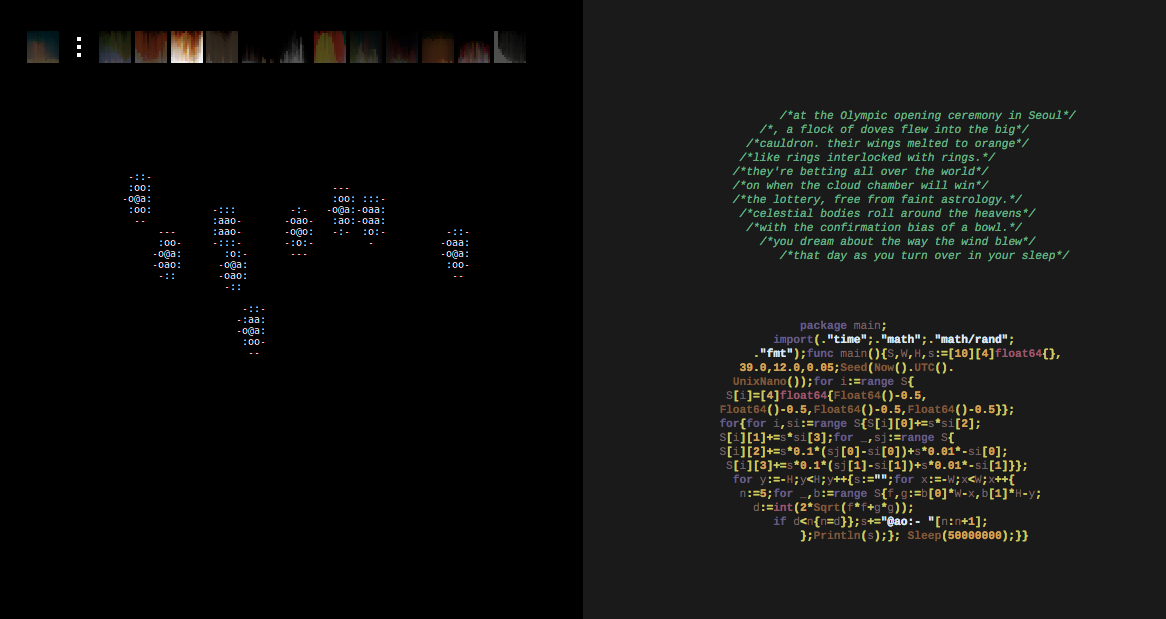 -::-
:oo: ---
-o@a: :oo: :::-
:oo: -::: -:- -o@a:-oaa:
-- :aao- -oao- :ao:-oaa:
--- :aao- -o@o: -:- :o:- -::-
:oo- -:::- -:o:- - -oaa:
-o@a: :o:- --- -o@a:
-oao: -o@a: :oo-
-:: -oao: --
-::
-::-
-:aa:
-o@a:
:oo-
--
/*at the Olympic opening ceremony in Seoul*/
/*, a flock of doves flew into the big*/
/*cauldron. their wings melted to orange*/
/*like rings interlocked with rings.*/
/*they're betting all over the world*/
/*on when the cloud chamber will win*/
/*the lottery, free from faint astrology.*/
/*celestial bodies roll around the heavens*/
/*with the confirmation bias of a bowl.*/
/*you dream about the way the wind blew*/
/*that day as you turn over in your sleep*/
package main;
import(."time";."math";."math/rand";
."fmt");func main(){S,W,H,s:=[10][4]float64{},
39.0,12.0,0.05;Seed(Now().UTC().
UnixNano());for i:=range S{
S[i]=[4]float64{Float64()-0.5,
Float64()-0.5,Float64()-0.5,Float64()-0.5}};
for{for i,si:=range S{S[i][0]+=s*si[2];
S[i][1]+=s*si[3];for _,sj:=range S{
S[i][2]+=s*0.1*(sj[0]-si[0])+s*0.01*-si[0];
S[i][3]+=s*0.1*(sj[1]-si[1])+s*0.01*-si[1]}};
for y:=-H;y<H;y++{s:="";for x:=-W;x<W;x++{
n:=5;for _,b:=range S{f,g:=b[0]*W-x,b[1]*H-y;
d:=int(2*Sqrt(f*f+g*g));
if d<n{n=d}};s+="@ao:- "[n:n+1];
};Println(s);}; Sleep(50000000);}}